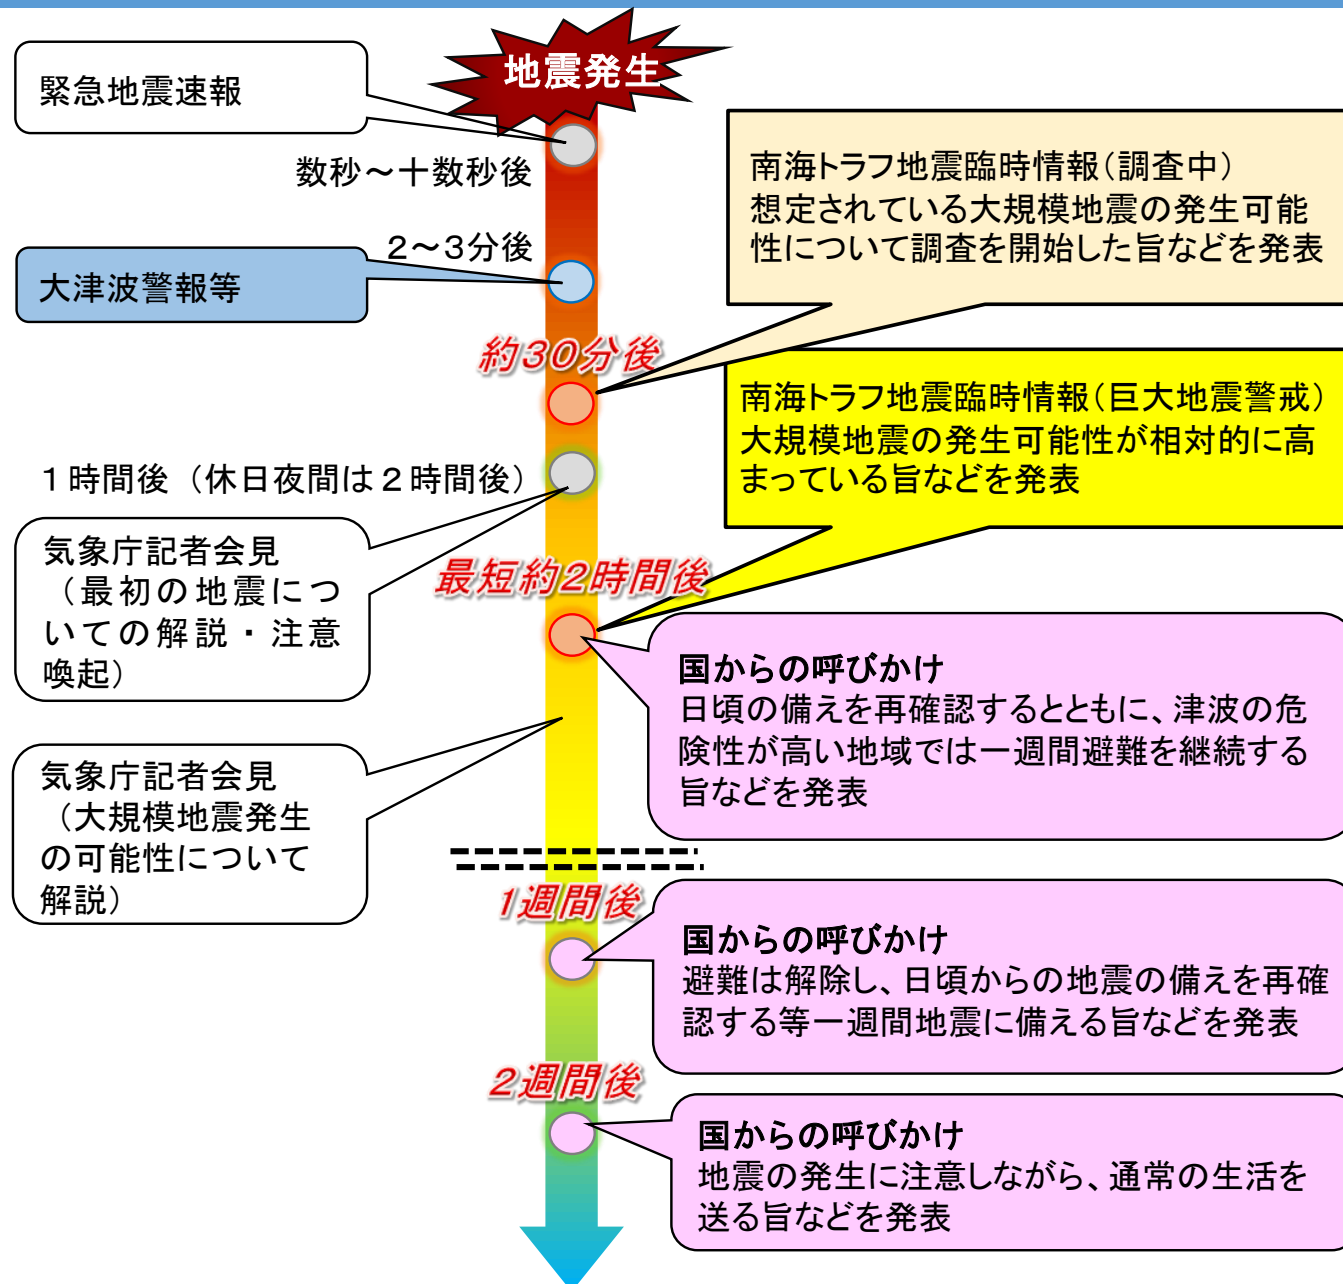 地震発生
緊急地震速報
数秒～十数秒後
２～３分後
大津波警報等
南海トラフ地震臨時情報（調査中）
想定されている大規模地震の発生可能
性について調査を開始した旨などを発表
約３０分後
南海トラフ地震臨時情報（巨大地震警戒）
大規模地震の発生可能性が相対的に高
まっている旨などを発表
１時間後（休日夜間は２時間後）
気象庁記者会見
（最初の地震につ
いての解説・注意
喚起）
最短約２時間後
国からの呼びかけ
日頃の備えを再確認するとともに、津波の危
険性が高い地域では一週間避難を継続する
旨などを発表
気象庁記者会見
（大規模地震発生
の可能性について
解説）
１週間後
国からの呼びかけ
避難は解除し、日頃からの地震の備えを再確
認する等一週間地震に備える旨などを発表
２週間後
国からの呼びかけ
地震の発生に注意しながら、通常の生活を
送る旨などを発表